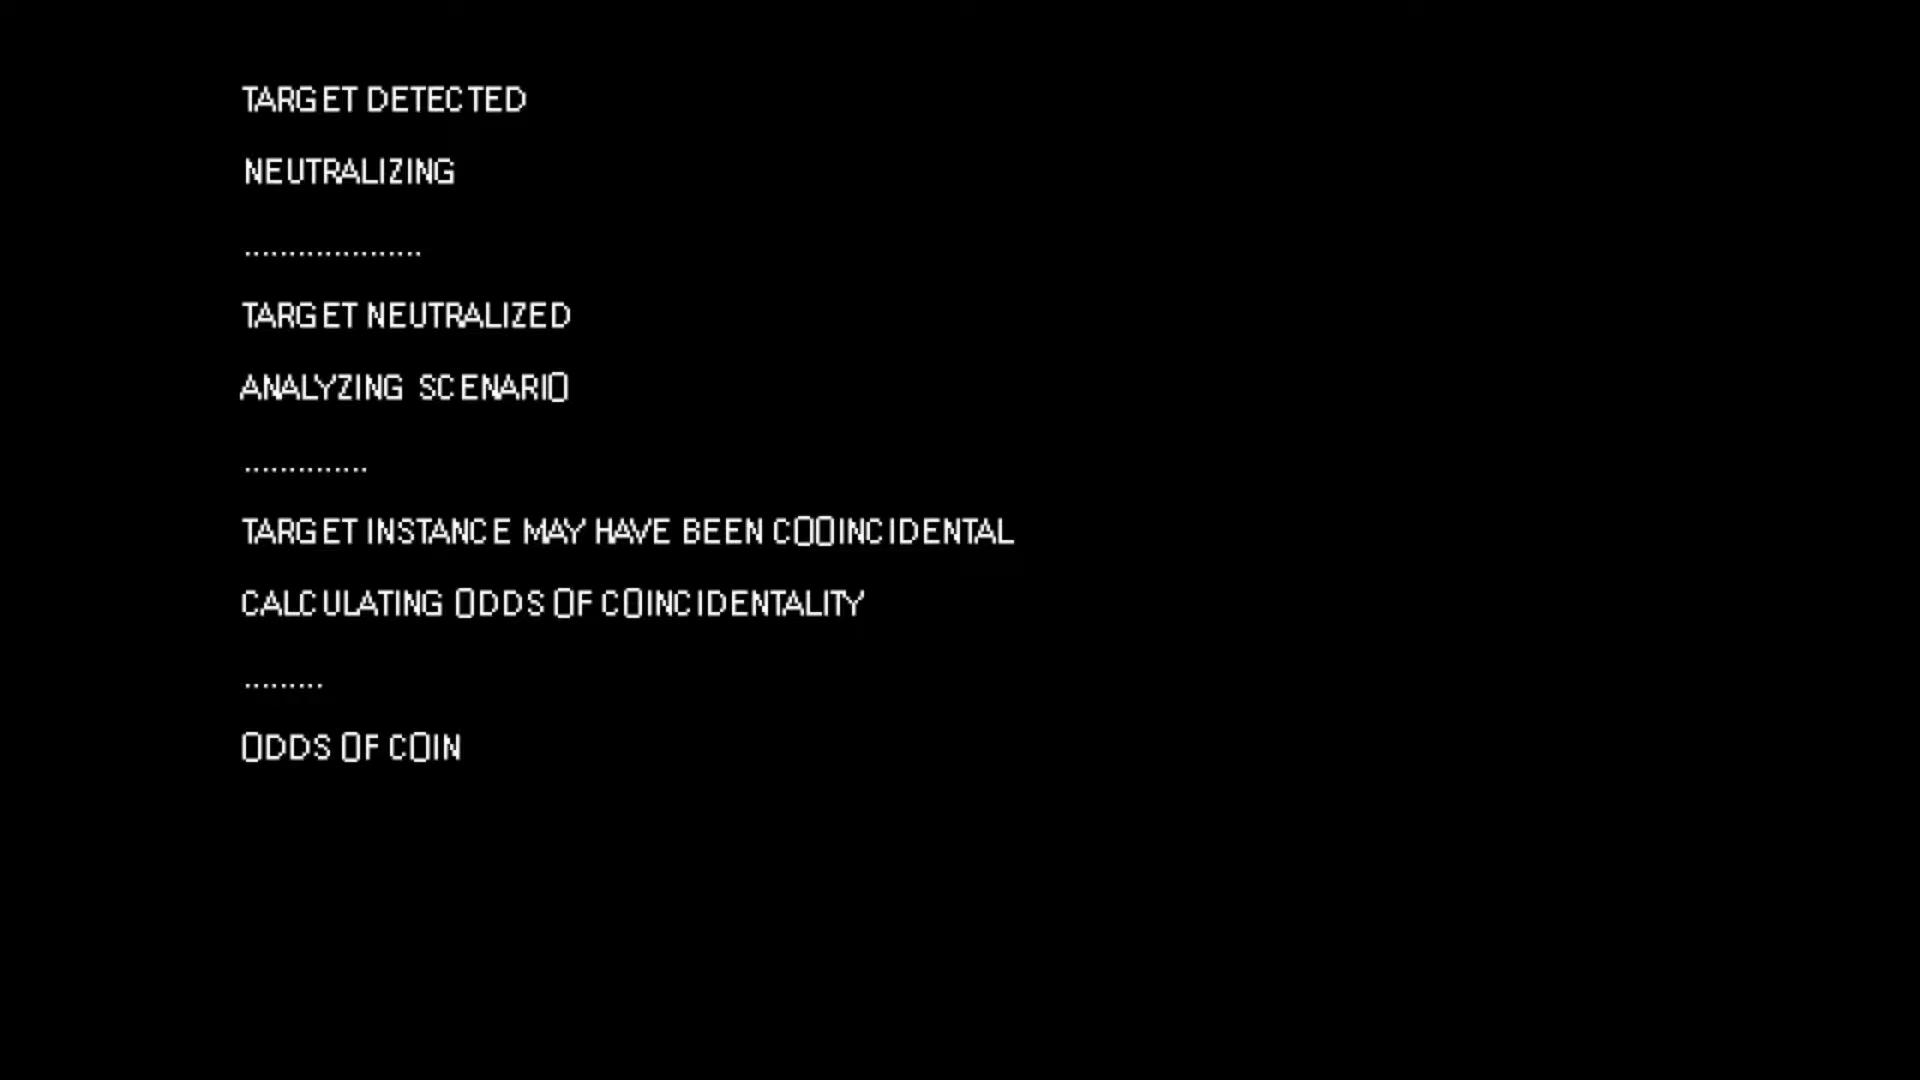 TARGET DETECTED
NEUTRALIZING
....................
TARGET NEUTRALIZED
ANALYZING SCENARIO
..............
TARGET INSTANCE MAY HAVE BEEN COOINCIDENTAL
CALCULATING ODDS OF COINCIDENTALITY
.........
ODDS OF COIN